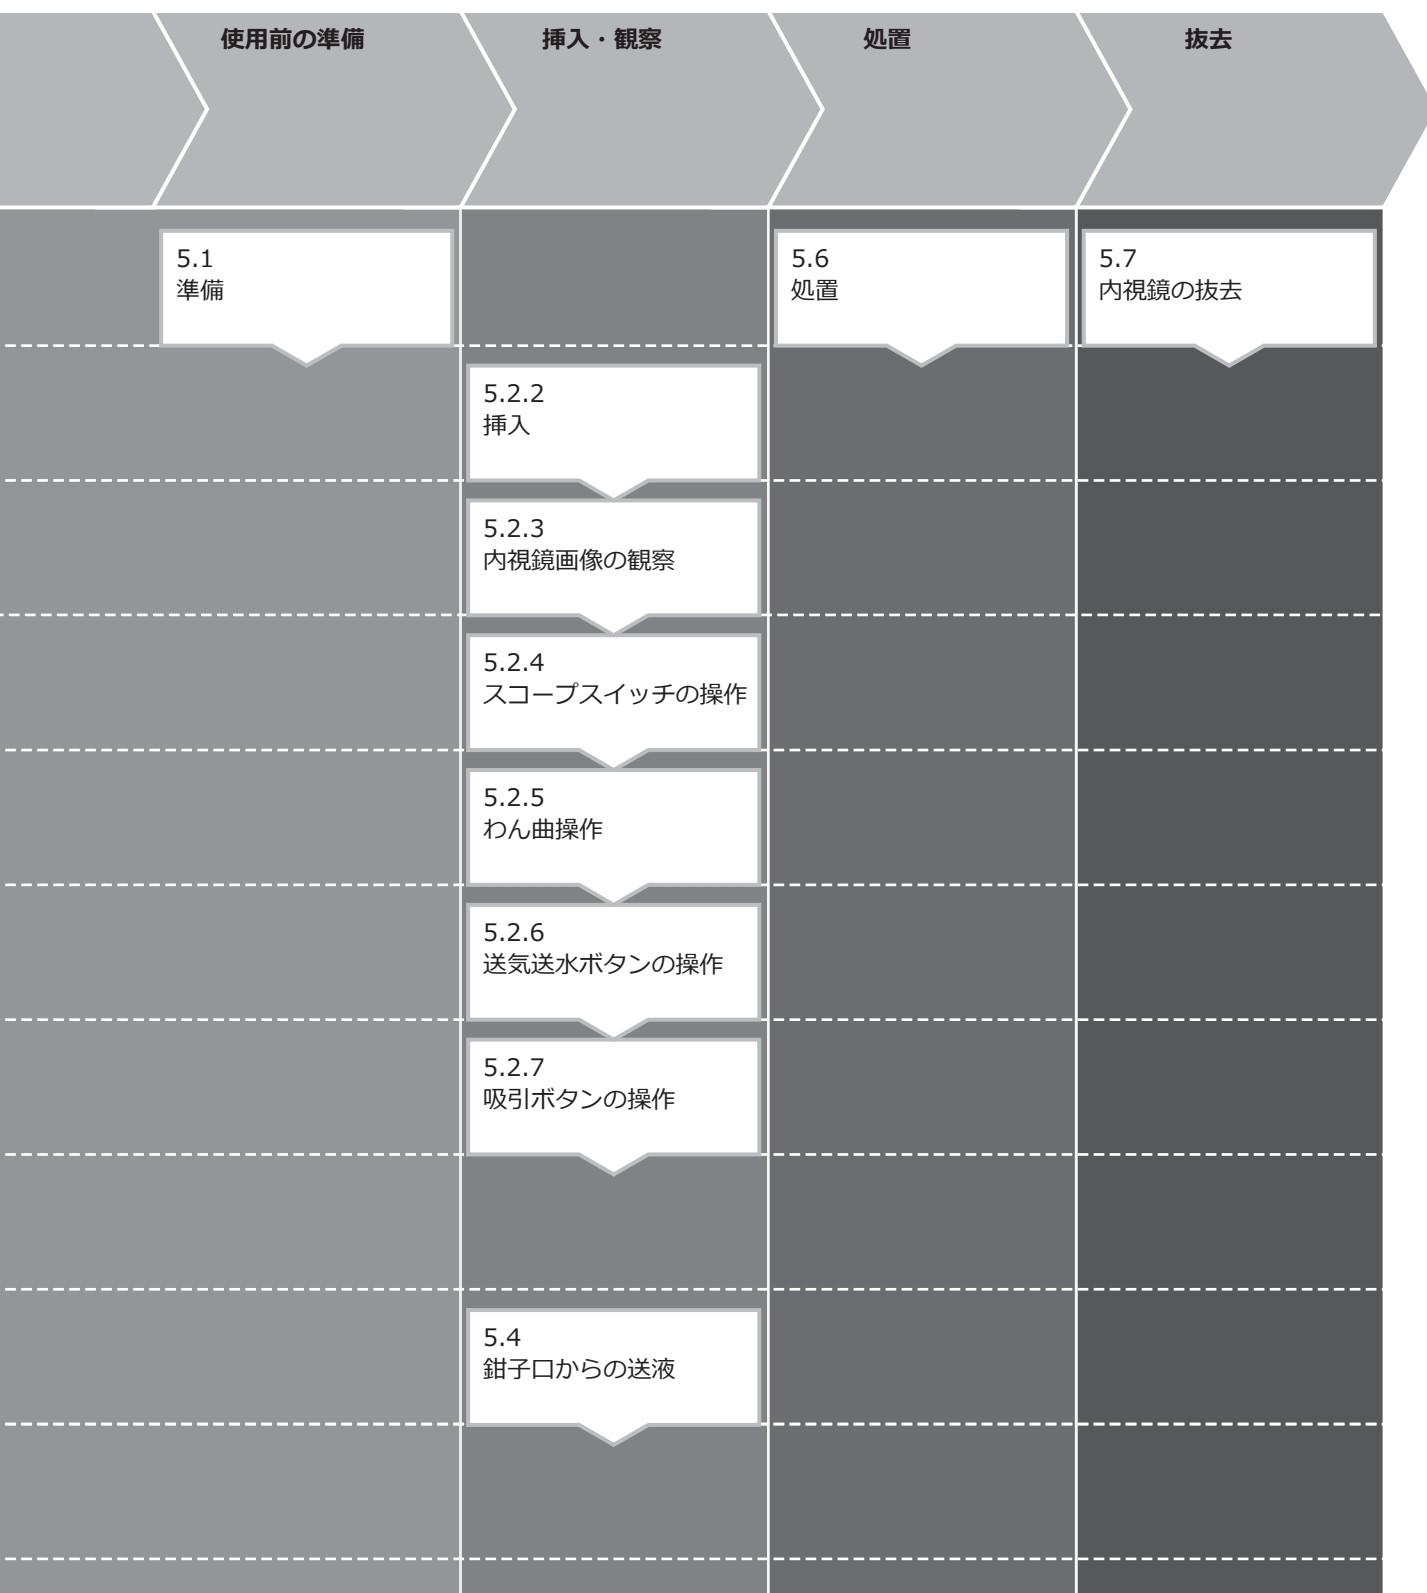 使用前の準備
挿入・観察
処置
抜去
5.1
準備
5.6
処置
5.7
内視鏡の抜去
5.2.2
挿入
5.2.3
内視鏡画像の観察
5.2.4
スコープスイッチの操作
5.2.5
わん曲操作
5.2.6
送気送水ボタンの操作
5.2.7
吸引ボタンの操作
5.4
鉗子口からの送液